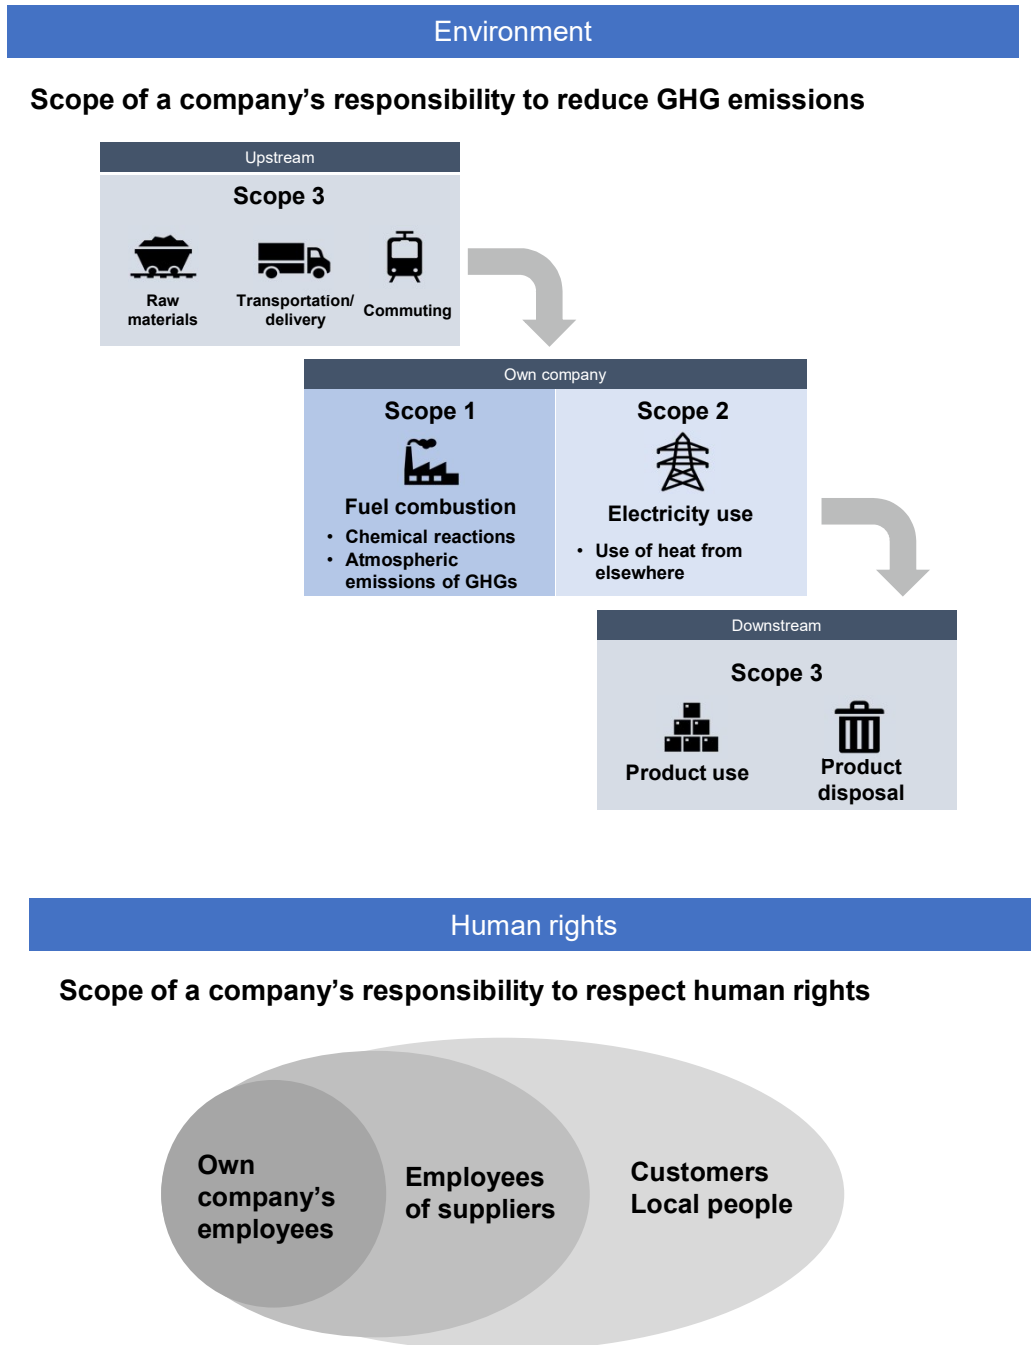 Environment
Scope of a company's responsibility to reduce GHG emissions
Upstream
Scope 3
Raw
materials
Transportation/
delivery
Commuting
Own company
Scope 1
Fuel combustion
• Chemical reactions
• Atmospheric
emissions of GHGs
Scope 2
Electricity use
• Use of heat from
elsewhere
Downstream
Scope 3
Product use
Product
disposal
Human rights
Scope of a company's responsibility to respect human rights
Own
company's
employees
Employees
of suppliers
Customers
Local people